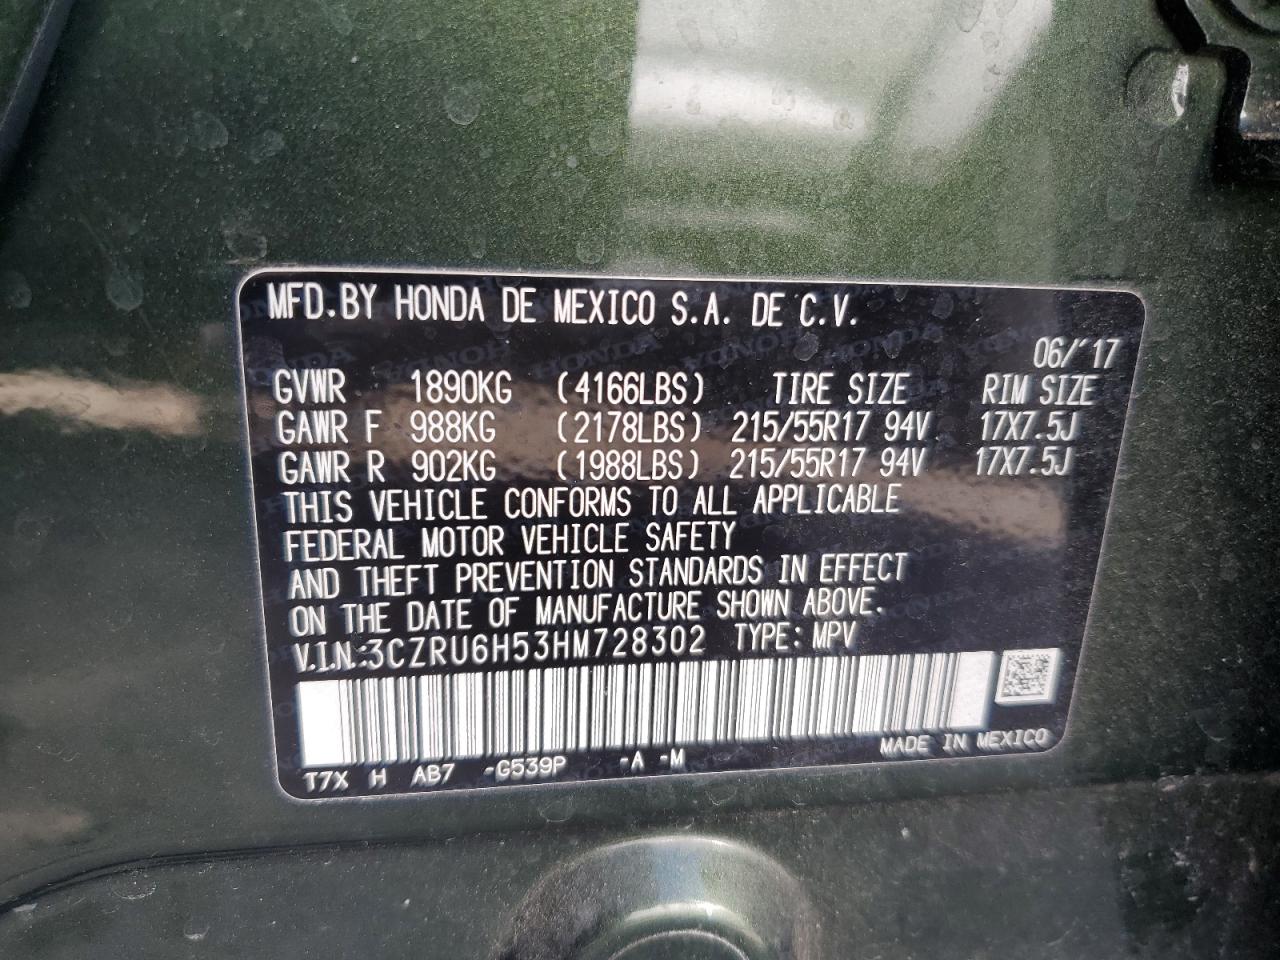 MFD.BY HONDA DE MEXICO S.A. DE C.V.
06/'17
GVWR 1890KG (4166LBS) TIRE SIZE RIM SIZE
GAWR F 988KG (2178LBS) 215/55R17 94V 17X7.5J
GAWR R 902KG (1988LBS) 215/55R17 94V 17X7.5J
THIS VEHICLE CONFORMS TO ALL APPLICABLE
FEDERAL MOTOR VEHICLE SAFETY
AND THEFT PREVENTION STANDARDS IN EFFECT
ON THE DATE OF MANUFACTURE SHOWN ABOVE.
V.I.N.:3CZRU6H53HM728302 TYPE: MPV
T7X H AB7 -G539P -A -M MADE IN MEXICO